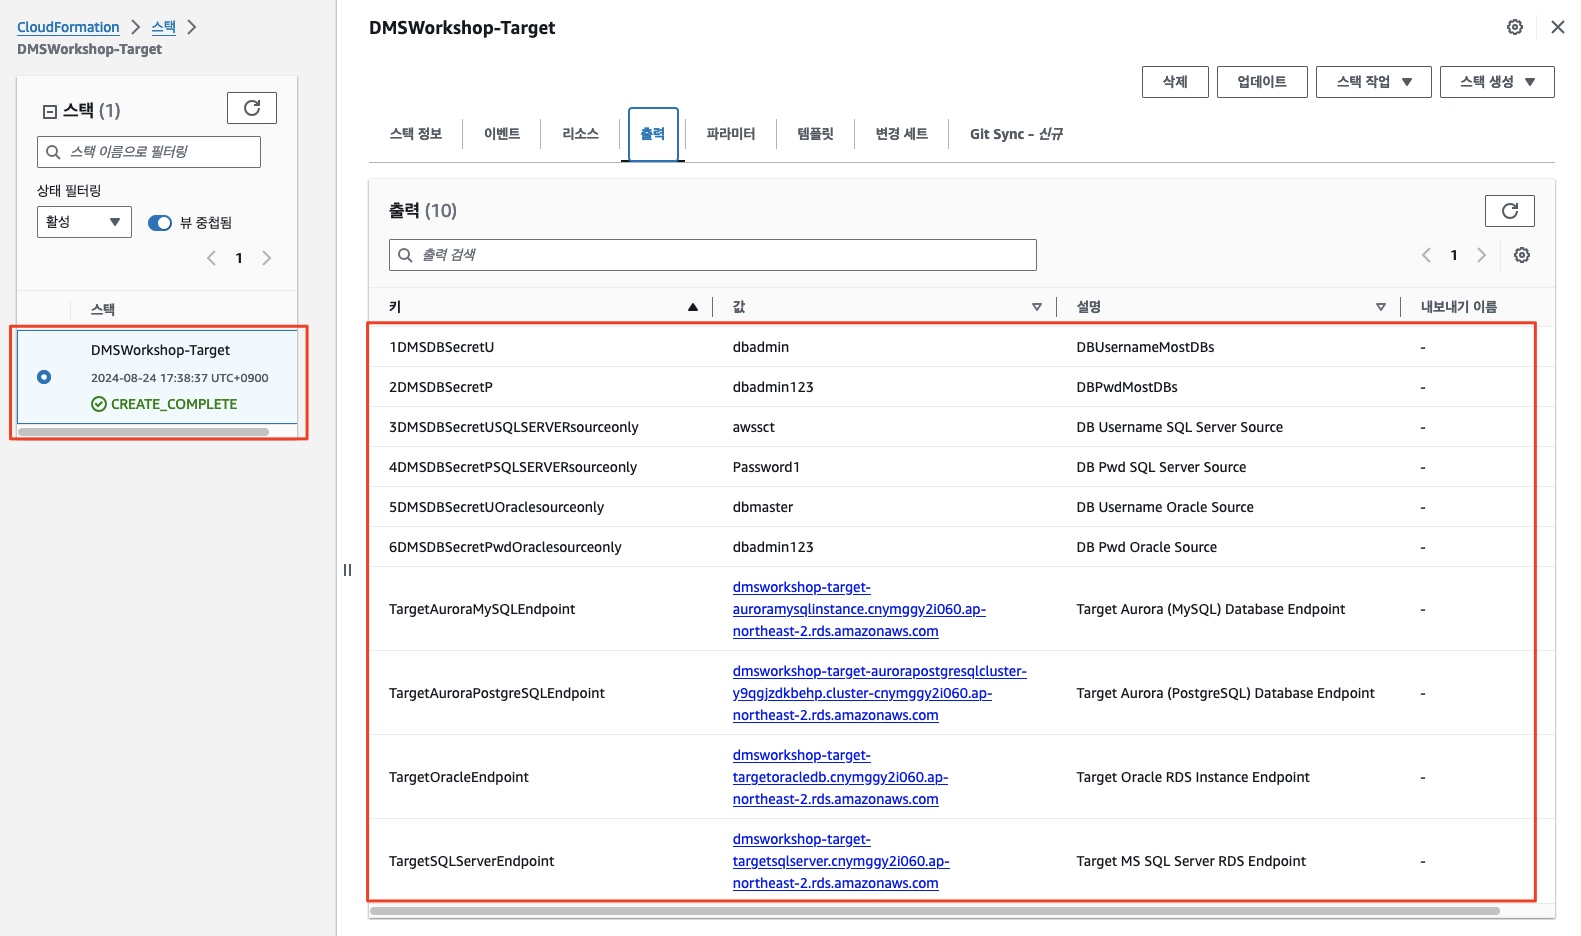 CloudFormation > 스택 >
DMSWorkshop-Target
스택 (1)
스택 이름으로 필터링
상태 필터링
활성
뷰 중첩됨
1
스택
DMSWorkshop-Target
2024-08-24 17:38:37 UTC+0900
CREATE_COMPLETE
DMSWorkshop-Target
삭제 업데이트 스택 작업 스택 생성
스택 정보 이벤트 리소스 출력 파라미터 템플릿 변경 세트 Git Sync - 신규
출력 (10)
출력 검색
1
키 값 설명 내보내기 이름
1DMSDBSecretU dbadmin DBUsernameMostDBs -
2DMSDBSecretP dbadmin123 DBPwdMostDBs -
3DMSDBSecretUSQLSERVERsourceonly awssct DB Username SQL Server Source -
4DMSDBSecretPSQLSERVERsourceonly Password1 DB Pwd SQL Server Source -
5DMSDBSecretUOraclesourceonly dbmaster DB Username Oracle Source -
6DMSDBSecretPwdOraclesourceonly dbadmin123 DB Pwd Oracle Source -
dmsworkshop-target-
TargetAuroraMySQLEndpoint auroramysqlinstance.cnymggy2i060.ap- Target Aurora (MySQL) Database Endpoint -
northeast-2.rds.amazonaws.com
dmsworkshop-target-aurorapostgresqlcluster-
TargetAuroraPostgreSQLEndpoint y9qgjzdkbehp.cluster-cnymggy2i060.ap- Target Aurora (PostgreSQL) Database Endpoint -
northeast-2.rds.amazonaws.com
dmsworkshop-target-
TargetOracleEndpoint targetoracledb.cnymggy2i060.ap- Target Oracle RDS Instance Endpoint -
northeast-2.rds.amazonaws.com
dmsworkshop-target-
TargetSQLServerEndpoint targetsqlserver.cnymggy2i060.ap- Target MS SQL Server RDS Endpoint -
northeast-2.rds.amazonaws.com